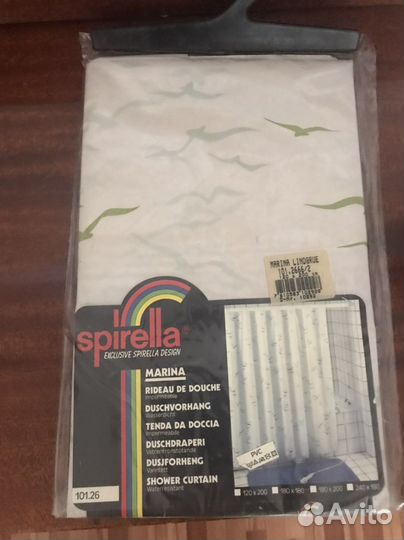 MARINA LINDGRUE
101.2666/2
spirella®
EXCLUSIVE SPIRELLA DESIGN
MARINA
RIDEAU DE DOUCHE
Imperméable
DUSCHVORHANG
Wasserdicht
TENDA DA DOCCIA
Impermeabile
DUSCHDRAPERI
Vattenfrånstötande
DUSJFORHENG
Vanntett
SHOWER CURTAIN
Water resistant
101.26
PVC
120 x 200
180 x 180
180 x 200
240 x 180
Avito